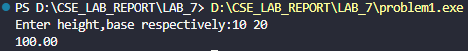 PS D:\CSE_LAB_REPORT\LAB_7> D:\CSE_LAB_REPORT\LAB_7\problem1.exe
Enter height,base respectively:10 20
100.00